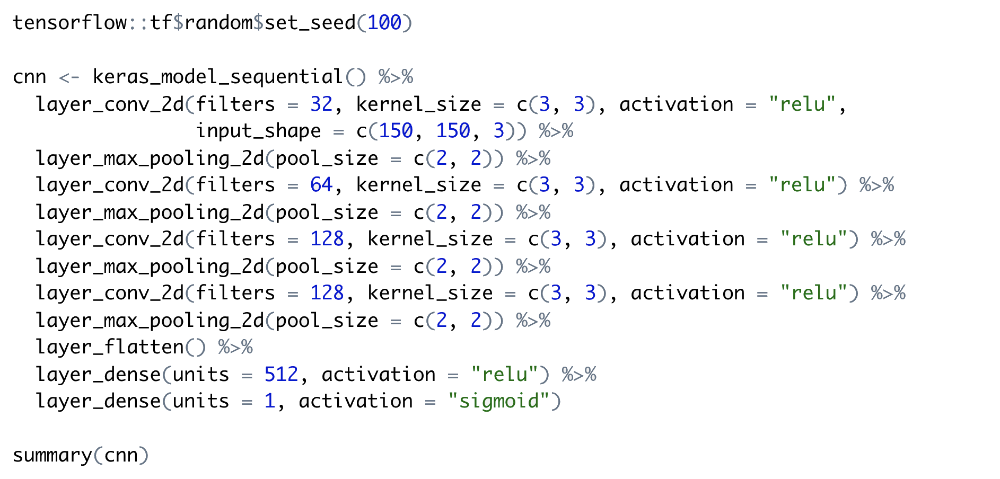 tensorflow::tf$random$set_seed(100)

cnn <- keras_model_sequential() %>%
  layer_conv_2d(filters = 32, kernel_size = c(3, 3), activation = "relu",
                input_shape = c(150, 150, 3)) %>%
  layer_max_pooling_2d(pool_size = c(2, 2)) %>%
  layer_conv_2d(filters = 64, kernel_size = c(3, 3), activation = "relu") %>%
  layer_max_pooling_2d(pool_size = c(2, 2)) %>%
  layer_conv_2d(filters = 128, kernel_size = c(3, 3), activation = "relu") %>%
  layer_max_pooling_2d(pool_size = c(2, 2)) %>%
  layer_conv_2d(filters = 128, kernel_size = c(3, 3), activation = "relu") %>%
  layer_max_pooling_2d(pool_size = c(2, 2)) %>%
  layer_flatten() %>%
  layer_dense(units = 512, activation = "relu") %>%
  layer_dense(units = 1, activation = "sigmoid")

summary(cnn)